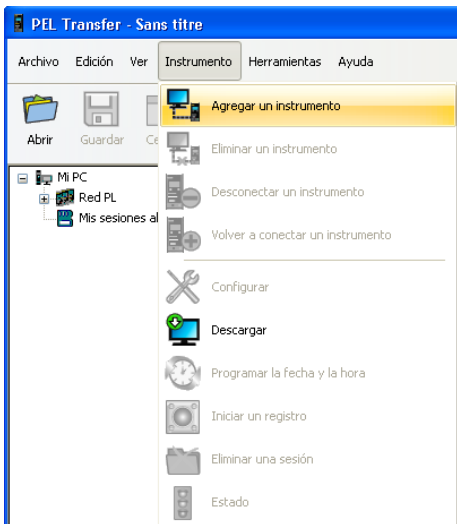 PEL Transfer - Sans titre
Archivo Edición Ver Instrumento Herramientas Ayuda
Abrir Guardar Ce
Agregar un instrumento
Eliminar un instrumento
Mi PC
Red PL
Mis sesiones al
Desconectar un instrumento
Volver a conectar un instrumento
Configurar
Descargar
Programar la fecha y la hora
Iniciar un registro
Eliminar una sesión
Estado